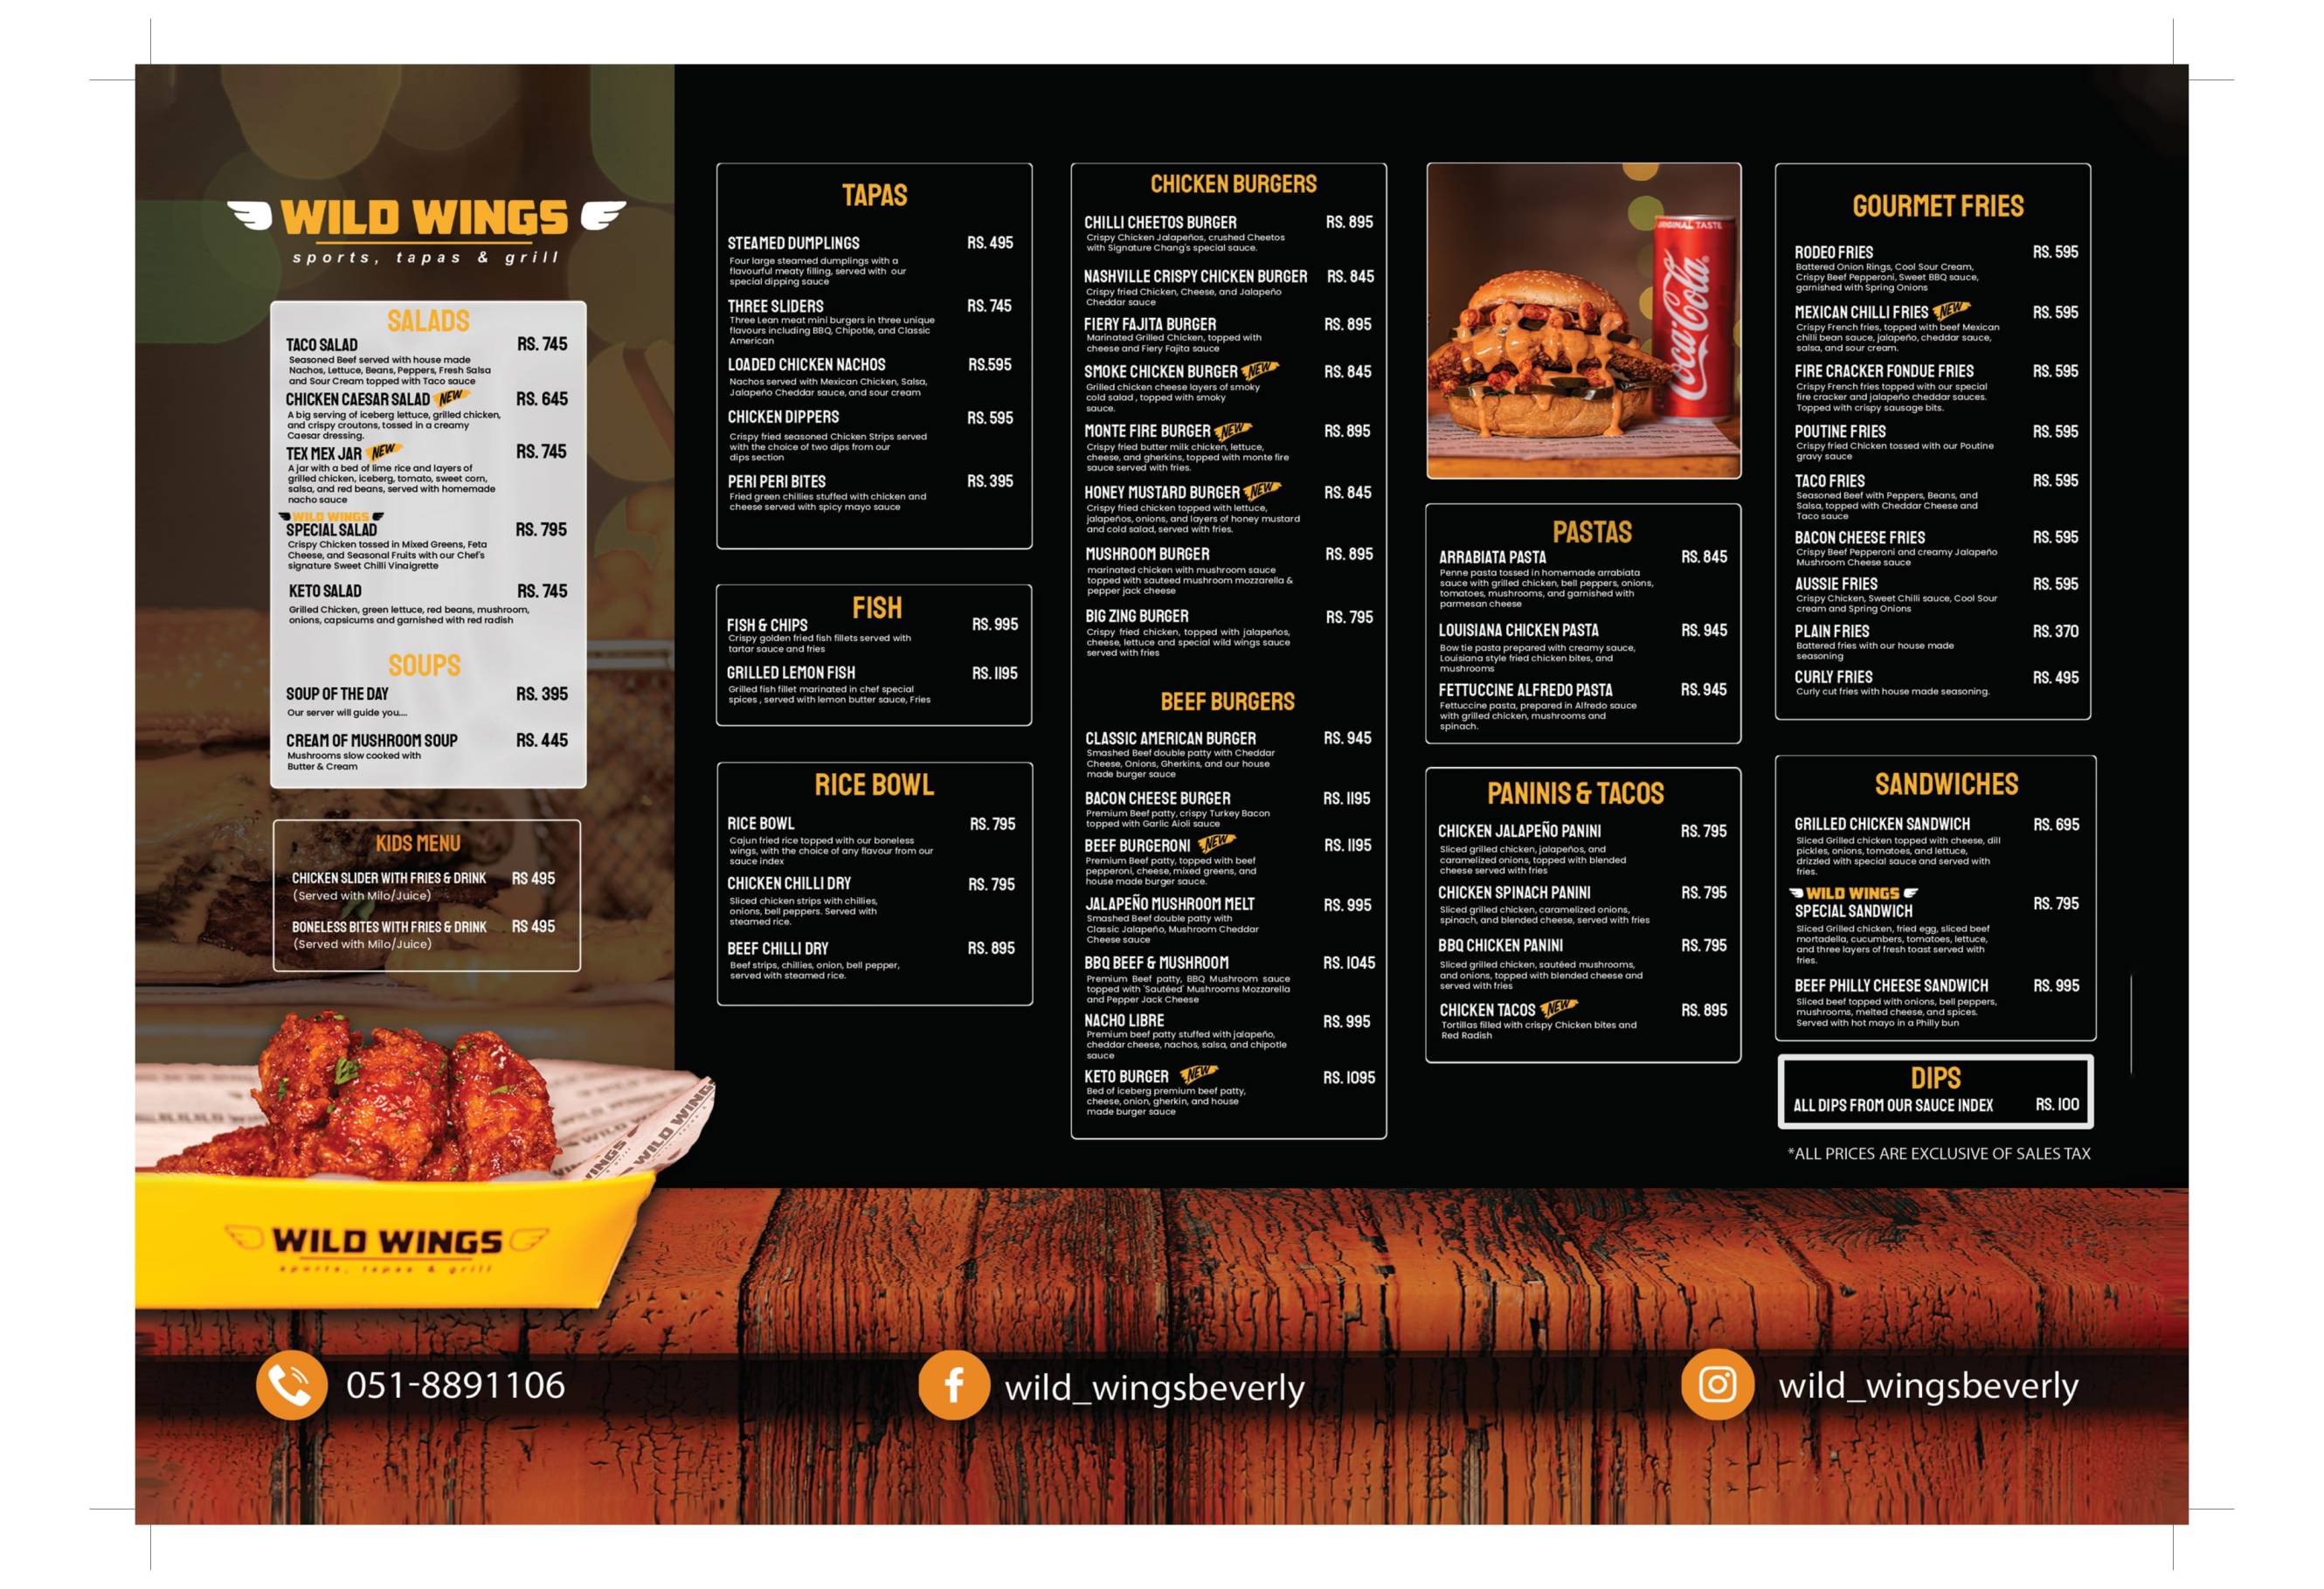 WILD WINGS
sports, tapas & grill
SALADS
TACO SALAD RS. 745
Seasoned Beef served with house made
Nachos, Lettuce, Beans, Peppers, Fresh Salsa
and Sour Cream topped with Taco sauce
CHICKEN CAESAR SALAD NEW RS. 645
A big serving of iceberg lettuce, grilled chicken,
and crispy croutons, tossed in a creamy
Caesar dressing.
TEX MEX JAR NEW RS. 745
A jar with a bed of lime rice and layers of
grilled chicken, iceberg, tomato, sweet corn,
salsa, and red beans, served with homemade
nacho sauce
WILD WINGS
SPECIAL SALAD RS. 795
Crispy Chicken tossed in Mixed Greens, Feta
Cheese, and Seasonal Fruits with our Chef's
signature Sweet Chilli Vinaigrette
KETO SALAD RS. 745
Grilled Chicken, green lettuce, red beans, mushroom,
onions, capsicums and garnished with red radish
SOUPS
SOUP OF THE DAY RS. 395
Our server will guide you....
CREAM OF MUSHROOM SOUP RS. 445
Mushrooms slow cooked with
Butter & Cream
KIDS MENU
CHICKEN SLIDER WITH FRIES & DRINK RS 495
(Served with Milo/Juice)
BONELESS BITES WITH FRIES & DRINK RS 495
(Served with Milo/Juice)
WILD WINGS
sports, tapas & grill
TAPAS
STEAMED DUMPLINGS RS. 495
Four large steamed dumplings with a
flavourful meaty filling, served with our
special dipping sauce
THREE SLIDERS RS. 745
Three Lean meat mini burgers in three unique
flavours including BBQ, Chipotle, and Classic
American
LOADED CHICKEN NACHOS RS.595
Nachos served with Mexican Chicken, Salsa,
Jalapeño Cheddar sauce, and sour cream
CHICKEN DIPPERS RS. 595
Crispy fried seasoned Chicken Strips served
with the choice of two dips from our
dips section
PERI PERI BITES RS. 395
Fried green chillies stuffed with chicken and
cheese served with spicy mayo sauce
FISH
FISH & CHIPS RS. 995
Crispy golden fried fish fillets served with
tartar sauce and fries
GRILLED LEMON FISH RS. 1195
Grilled fish fillet marinated in chef special
spices , served with lemon butter sauce, Fries
RICE BOWL
RICE BOWL RS. 795
Cajun fried rice topped with our boneless
wings, with the choice of any flavour from our
sauce index
CHICKEN CHILLI DRY RS. 795
Sliced chicken strips with chillies,
onions, bell peppers. Served with
steamed rice.
BEEF CHILLI DRY RS. 895
Beef strips, chillies, onion, bell pepper,
served with steamed rice.
CHICKEN BURGERS
CHILLI CHEETOS BURGER RS. 895
Crispy Chicken Jalapeños, crushed Cheetos
with Signature Chang's special sauce.
NASHVILLE CRISPY CHICKEN BURGER RS. 845
Crispy fried Chicken, Cheese, and Jalapeño
Cheddar sauce
FIERY FAJITA BURGER RS. 895
Marinated Grilled Chicken, topped with
cheese and Fiery Fajita sauce
SMOKE CHICKEN BURGER NEW RS. 845
Grilled chicken cheese layers of smoky
cold salad , topped with smoky
sauce.
MONTE FIRE BURGER NEW RS. 895
Crispy fried butter milk chicken, lettuce,
cheese, and gherkins, topped with monte fire
sauce served with fries.
HONEY MUSTARD BURGER NEW RS. 845
Crispy fried chicken topped with lettuce,
jalapeños, onions, and layers of honey mustard
and cold salad, served with fries.
MUSHROOM BURGER RS. 895
marinated chicken with mushroom sauce
topped with sauteed mushroom mozzarella &
pepper jack cheese
BIG ZING BURGER RS. 795
Crispy fried chicken, topped with jalapeños,
cheese, lettuce and special wild wings sauce
served with fries
BEEF BURGERS
CLASSIC AMERICAN BURGER RS. 945
Smashed Beef double patty with Cheddar
Cheese, Onions, Gherkins, and our house
made burger sauce
BACON CHEESE BURGER RS. 1195
Premium Beef patty, crispy Turkey Bacon
topped with Garlic Aioli sauce
BEEF BURGERONI NEW RS. 1195
Premium Beef patty, topped with beef
pepperoni, cheese, mixed greens, and
house made burger sauce.
JALAPEÑO MUSHROOM MELT RS. 995
Smashed Beef double patty with
Classic Jalapeño, Mushroom Cheddar
Cheese sauce
BBQ BEEF & MUSHROOM RS. 1045
Premium Beef patty, BBQ Mushroom sauce
topped with 'Sautéed' Mushrooms Mozzarella
and Pepper Jack Cheese
NACHO LIBRE RS. 995
Premium beef patty stuffed with jalapeño,
cheddar cheese, nachos, salsa, and chipotle
sauce
KETO BURGER NEW RS. 1095
Bed of iceberg premium beef patty,
cheese, onion, gherkin, and house
made burger sauce
ORIGINAL TASTE
Coca-Cola
PASTAS
ARRABIATA PASTA RS. 845
Penne pasta tossed in homemade arrabiata
sauce with grilled chicken, bell peppers, onions,
tomatoes, mushrooms, and garnished with
parmesan cheese
LOUISIANA CHICKEN PASTA RS. 945
Bow tie pasta prepared with creamy sauce,
Louisiana style fried chicken bites, and
mushrooms
FETTUCCINE ALFREDO PASTA RS. 945
Fettuccine pasta, prepared in Alfredo sauce
with grilled chicken, mushrooms and
spinach.
PANINIS & TACOS
CHICKEN JALAPEÑO PANINI RS. 795
Sliced grilled chicken, jalapeños, and
caramelized onions, topped with blended
cheese served with fries
CHICKEN SPINACH PANINI RS. 795
Sliced grilled chicken, caramelized onions,
spinach, and blended cheese, served with fries
BBQ CHICKEN PANINI RS. 795
Sliced grilled chicken, sautéed mushrooms,
and onions, topped with blended cheese and
served with fries
CHICKEN TACOS NEW RS. 895
Tortillas filled with crispy Chicken bites and
Red Radish
GOURMET FRIES
RODEO FRIES RS. 595
Battered Onion Rings, Cool Sour Cream,
Crispy Beef Pepperoni, Sweet BBQ sauce,
garnished with Spring Onions
MEXICAN CHILLI FRIES NEW RS. 595
Crispy French fries, topped with beef Mexican
chilli bean sauce, jalapeño, cheddar sauce,
salsa, and sour cream.
FIRE CRACKER FONDUE FRIES RS. 595
Crispy French fries topped with our special
fire cracker and jalapeño cheddar sauces.
Topped with crispy sausage bits.
POUTINE FRIES RS. 595
Crispy fried Chicken tossed with our Poutine
gravy sauce
TACO FRIES RS. 595
Seasoned Beef with Peppers, Beans, and
Salsa, topped with Cheddar Cheese and
Taco sauce
BACON CHEESE FRIES RS. 595
Crispy Beef Pepperoni and creamy Jalapeño
Mushroom Cheese sauce
AUSSIE FRIES RS. 595
Crispy Chicken, Sweet Chilli sauce, Cool Sour
cream and Spring Onions
PLAIN FRIES RS. 370
Battered fries with our house made
seasoning
CURLY FRIES RS. 495
Curly cut fries with house made seasoning.
SANDWICHES
GRILLED CHICKEN SANDWICH RS. 695
Sliced Grilled chicken topped with cheese, dill
pickles, onions, tomatoes, and lettuce,
drizzled with special sauce and served with
fries.
WILD WINGS
SPECIAL SANDWICH RS. 795
Sliced Grilled chicken, fried egg, sliced beef
mortadella, cucumbers, tomatoes, lettuce,
and three layers of fresh toast served with
fries.
BEEF PHILLY CHEESE SANDWICH RS. 995
Sliced beef topped with onions, bell peppers,
mushrooms, melted cheese, and spices.
Served with hot mayo in a Philly bun
DIPS
ALL DIPS FROM OUR SAUCE INDEX RS. 100
*ALL PRICES ARE EXCLUSIVE OF SALES TAX
051-8891106
wild_wingsbeverly
wild_wingsbeverly